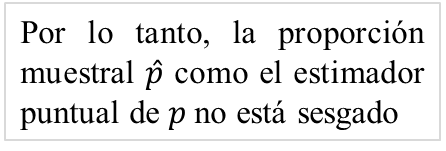 Por lo tanto, la proporción
muestral p̂ como el estimador
puntual de p no está sesgado